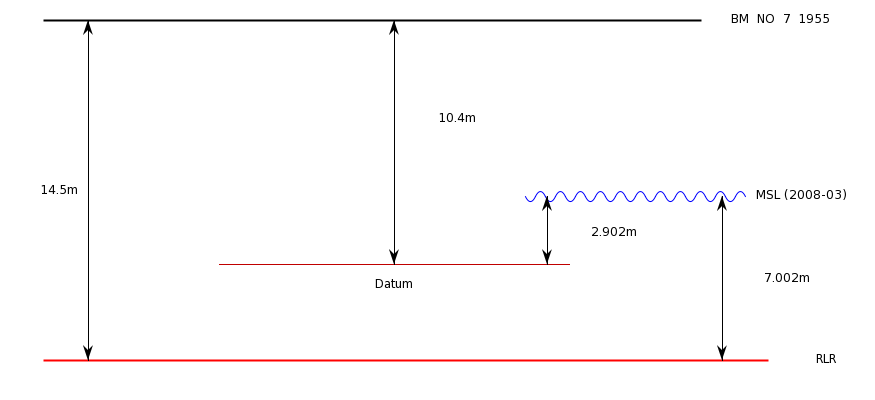 BM NO 7 1955
10.4m
14.5m
MSL (2008-03)
2.902m
7.002m
Datum
RLR